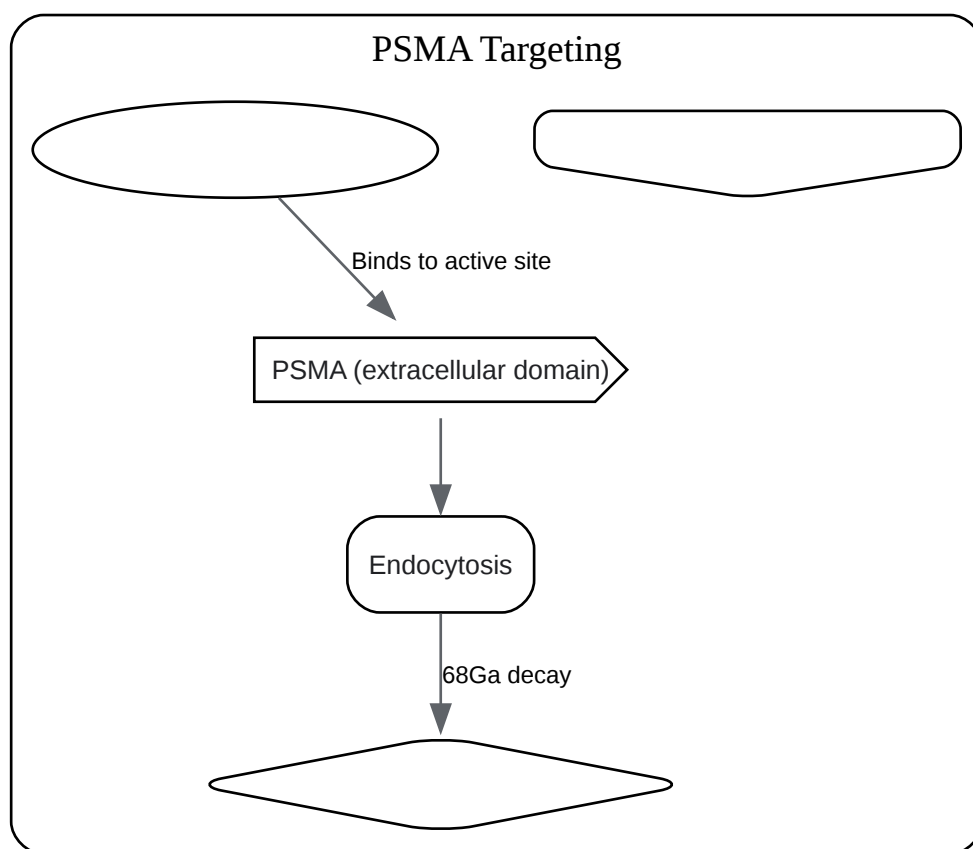 PSMA Targeting
Binds to active site
PSMA (extracellular domain)
Endocytosis
68Ga decay